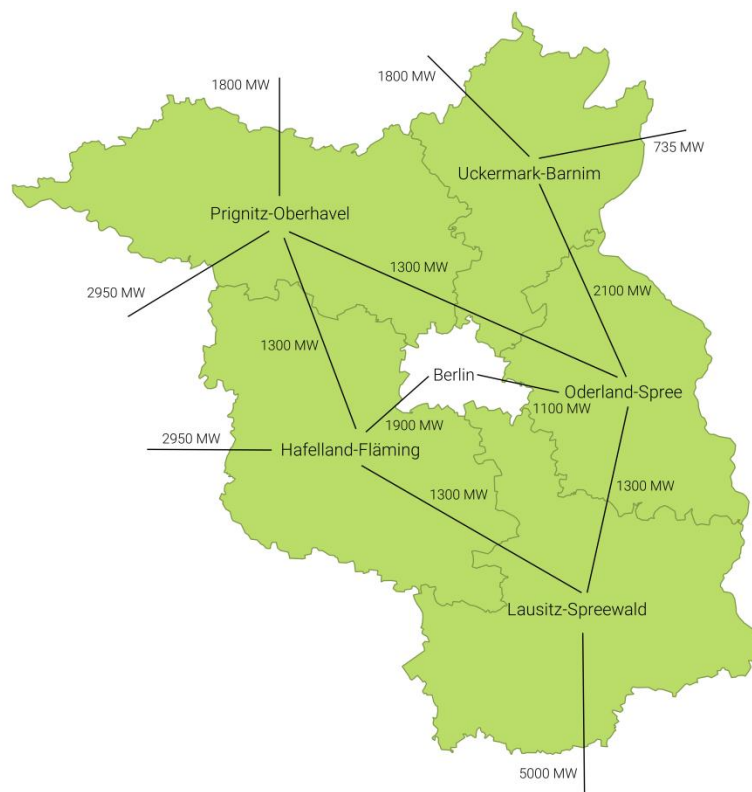 1800 MW
1800 MW
735 MW
Uckermark-Barnim
Prignitz-Oberhavel
1300 MW
2950 MW
2100 MW
1300 MW
Berlin
Oderland-Spree
1100 MW
1900 MW
2950 MW
Hafelland-Fläming
1300 MW
1300 MW
Lausitz-Spreewald
5000 MW